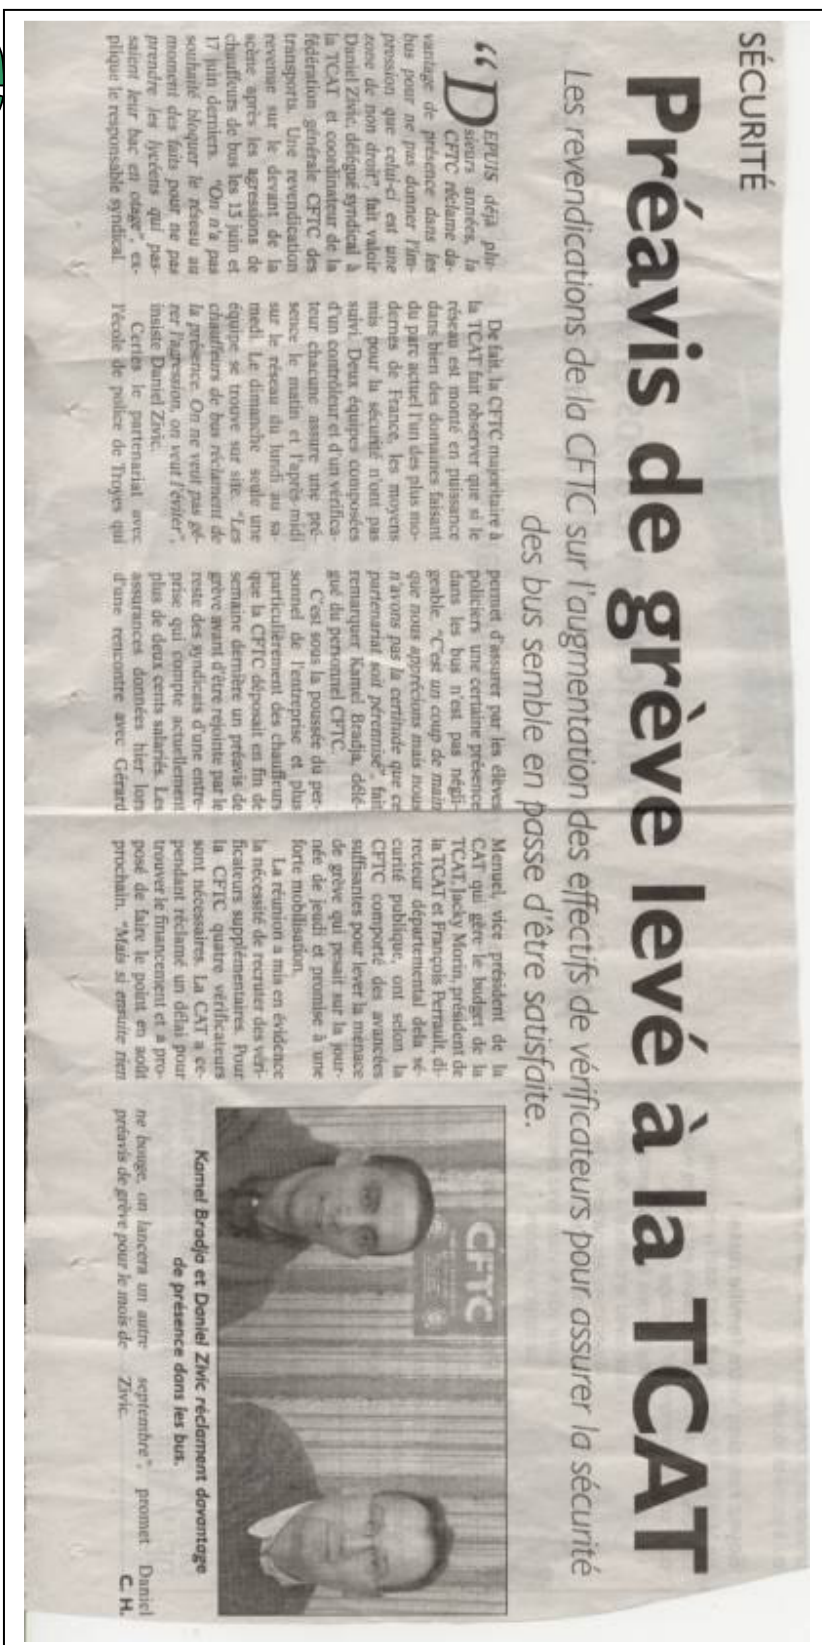 SÉCURITÉ
Préavis de grève levé à la TCAT
Les revendications de la CFTC sur l'augmentation des effectifs de vérificateurs pour assurer la sécurité
des bus semble en passe d'être satisfaite.
“DEPUIS déjà plu-
sieurs années, la
CFTC réclame da-
vantage de présence dans les
bus pour ne pas donner l'im-
pression que celui-ci est une
zone de non droit”, fait valoir
Daniel Zivic, délégué syndical à
la TCAT et coordinateur de la
fédération générale CFTC des
transports. Une revendication
revenue sur le devant de la
scène après les agressions de
chauffeurs de bus les 13 juin et
17 juin derniers. “On n'a pas
souhaité bloquer le réseau au
moment des faits pour ne pas
prendre les lycéens qui pas-
saient leur bac en otage”, ex-
plique le responsable syndical.
De fait, la CFTC majoritaire à
la TCAT fait observer que si le
réseau est monté en puissance
dans bien des domaines faisant
du parc actuel l'un des plus mo-
dernes de France, les moyens
mis pour la sécurité n'ont pas
suivi. Deux équipes composées
d'un contrôleur et d'un vérifica-
teur chacune assure une pré-
sence le matin et l'après midi
sur le réseau du lundi au sa-
medi. Le dimanche seule une
équipe se trouve sur site. “Les
chauffeurs de bus réclament de
la présence. On ne veut pas gé-
rer l'agression, on veut l'éviter”,
insiste Daniel Zivic.
Certes le partenariat avec
l'école de police de Troyes qui
permet d'assurer par les élèves
policiers une certaine présence
dans les bus n'est pas négli-
geable. “C'est un coup de main
que nous apprécions mais nous
n'avons pas la certitude que ce
partenariat soit pérennisé”, fait
remarquer Kamel Bradja, délé-
gué du personnel CFTC.
C'est sous la poussée du per-
sonnel de l'entreprise et plus
particulièrement des chauffeurs
que la CFTC déposait en fin de
semaine dernière un préavis de
grève avant d'être rejointe par le
reste des syndicats d'une entre-
prise qui compte actuellement
plus de deux cents salariés. Les
assurances données hier lors
d'une rencontre avec Gérard
Menuel, vice président de la
CAT qui gère le budget de la
TCAT, Jacky Morin, président de
la TCAT et François Perrault, di-
recteur départemental dela sé-
curité publique, ont selon la
CFTC comporté des avancées
suffisantes pour lever la menace
de grève qui pesait sur la jour-
née de jeudi et promise à une
forte mobilisation.
La réunion a mis en évidence
la nécessité de recruter des véri-
ficateurs supplémentaires. Pour
la CFTC quatre vérificateurs
sont nécessaires. La CAT a ce-
pendant réclamé un délai pour
trouver le financement et a pro-
posé de faire le point en août
prochain. “Mais si ensuite rien
CFTC
Kamel Bradja et Daniel Zivic réclament davantage
de présence dans les bus.
ne bouge, on lancera un autre
préavis de grève pour le mois de
septembre”, promet Daniel
Zivic.
C. H.